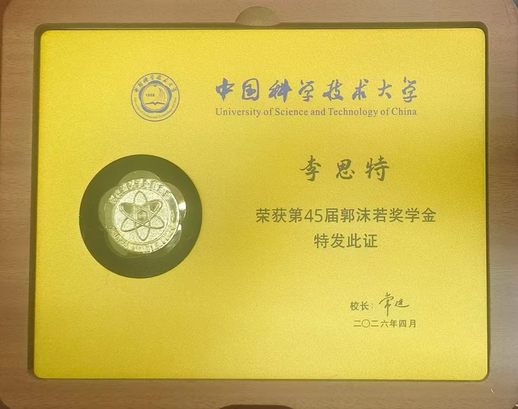 中国科学技术大学
University of Science and Technology of China
李思特
荣获第45届郭沫若奖学金
特发此证
校长：常进
二〇二六年四月